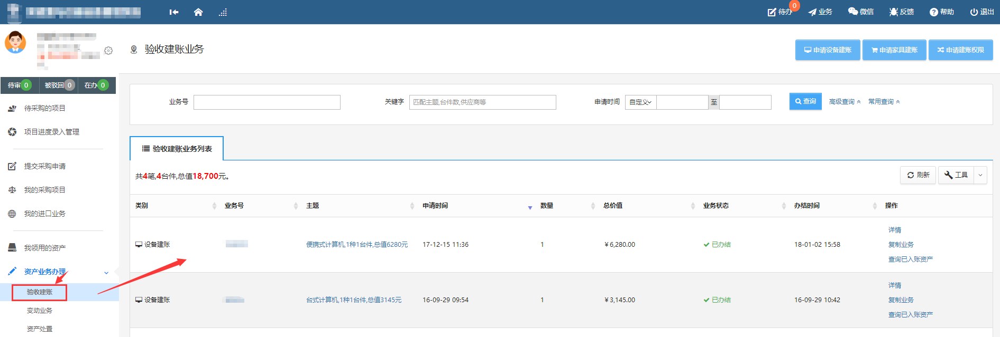 待办 0 业务 微信 反馈 帮助 退出
验收建账业务
申请设备建账 申请家具建账 申请建账权限
待审 0 被驳回 0 在办 0
待采购的项目
项目进度录入管理
提交采购申请
我的采购项目
我的进口业务
我领用的资产
资产业务办理
验收建账
变动业务
资产处置
业务号 关键字 匹配主题,台件数,供应商等 申请时间 自定义 至 查询 高级查询 常用查询
验收建账业务列表
共4笔,4台件,总值18,700元。
刷新 工具
类别 业务号 主题 申请时间 数量 总价值 业务状态 办结时间 操作
设备建账 便携式计算机,1种1台件,总值6280元 17-12-15 11:36 1 ¥6,280.00 已办结 18-01-02 15:58
详情
复制业务
查询已入账资产
设备建账 台式计算机,1种1台件,总值3145元 16-09-29 09:54 1 ¥3,145.00 已办结 16-09-29 10:42
详情
复制业务
查询已入账资产